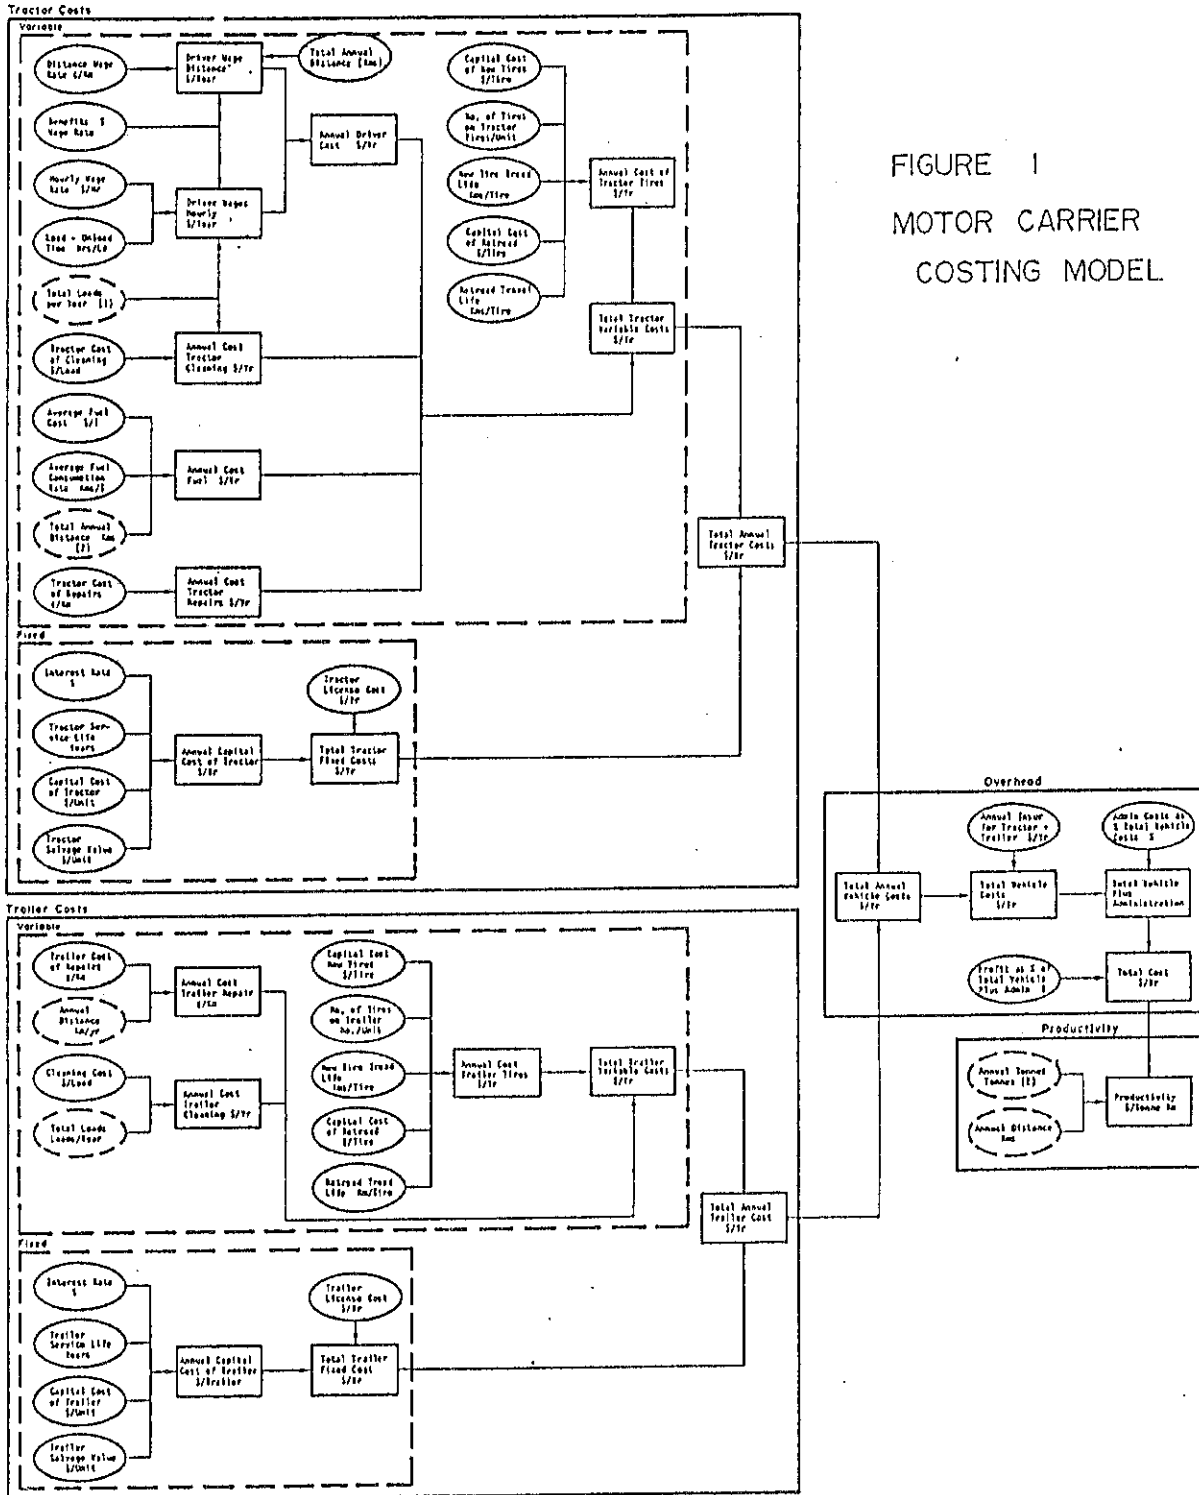 Tractor Costs
Variable
Distance Wage
Rate ¢/Km
Driver Wage
Distance
$/Year
Total Annual
Distance (Kms)
Benefits %
Wage Rate
Annual Driver
Cost $/Yr
Hourly Wage
Rate $/Hr
Driver Wages
Hourly
$/Year
Load + Unload
Time Hrs/Ld
Total Loads
per Year [1]
Tractor Cost
of Cleaning
$/Load
Annual Cost
Tractor
Cleaning $/Yr
Average Fuel
Cost
Average Fuel
Consumption
Rate
Annual Cost
Fuel $/Yr
Total Annual
Distance Kms
[2]
Tractor Cost
of Repairs
¢/Km
Annual Cost
Tractor
Repairs $/Yr
Capital Cost
of New Tires
$/Tire
No. of Tires
on Tractor
Tires/Unit
New Tire Tread
Life
Kms/Tire
Capital Cost
of Retread
$/Tire
Retread Travel
Life
Kms/Tire
Annual Cost of
Tractor Tires
$/Yr
Total Tractor
Variable Costs
$/Yr
FIGURE 1
MOTOR CARRIER
COSTING MODEL
Total Annual
Tractor Costs
$/Yr
Fixed
Interest Rate
%
Tractor Ser-
vice Life
Years
Capital Cost
of Tractor
$/Unit
Tractor
Salvage Value
$/Unit
Annual Capital
Cost of Tractor
$/Yr
Tractor
License Cost
$/Yr
Total Tractor
Fixed Costs
$/Yr
Trailer Costs
Variable
Trailer Cost
of Repairs
¢/Km
Annual
Distance
Km/yr
Annual Cost
Trailer Repair
¢/Km
Cleaning Cost
$/Load
Total Loads
Loads/Year
Annual Cost
Trailer
Cleaning $/Yr
Capital Cost
New Tires
$/Tire
No. of Tires
on Trailer
No./Unit
New Tire Tread
Life
Kms/Tire
Capital Cost
of Retread
$/Tire
Retread Tread
Life Km/Tire
Annual Cost
Trailer Tires
$/Yr
Total Trailer
Variable Costs
$/Yr
Total Annual
Trailer Cost
$/Yr
Fixed
Interest Rate
%
Trailer
Service Life
Years
Capital Cost
of Trailer
$/Unit
Trailer
Salvage Value
$/Unit
Annual Capital
Cost of Trailer
$/Trailer
Trailer
License Cost
$/Yr
Total Trailer
Fixed Cost
$/Yr
Overhead
Annual Insur
for Tractor +
Trailer $/Yr
Admin Costs as
% Total Vehicle
Costs %
Total Annual
Vehicle Costs
$/Yr
Total Vehicle
Costs
$/Yr
Total Vehicle
Plus
Administration
Profit as % of
Total Vehicle
Plus Admin
Total Cost
$/Yr
Productivity
Annual Tonnes
Tonnes
Annual Distance
Kms
Productivity
$/Tonne Km